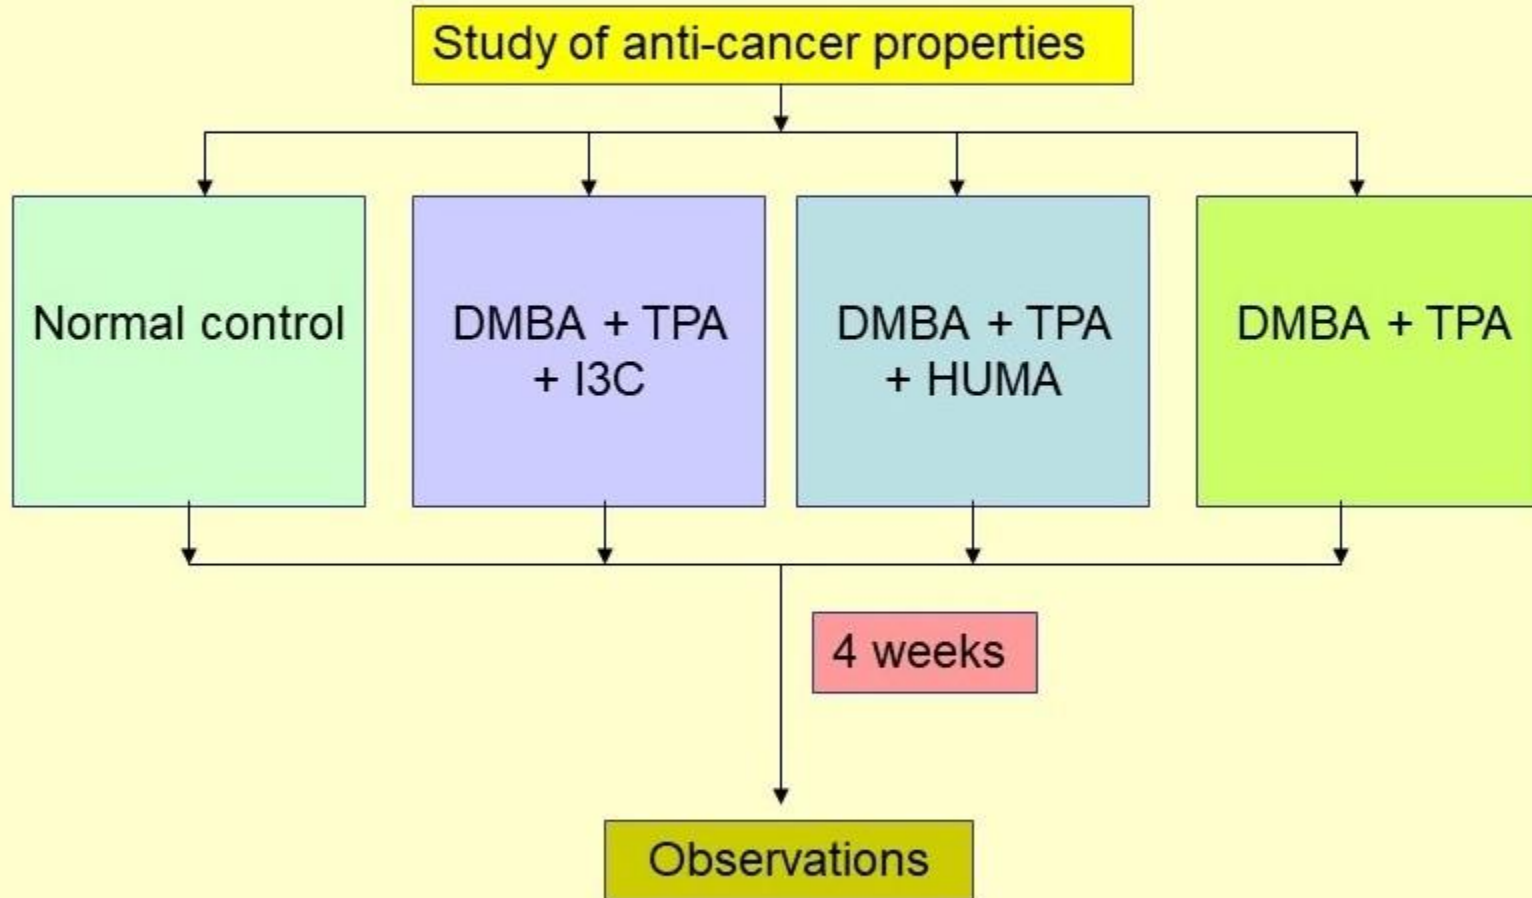 Study of anti-cancer properties
Normal control
DMBA + TPA
+ I3C
DMBA + TPA
+ HUMA
DMBA + TPA
4 weeks
Observations